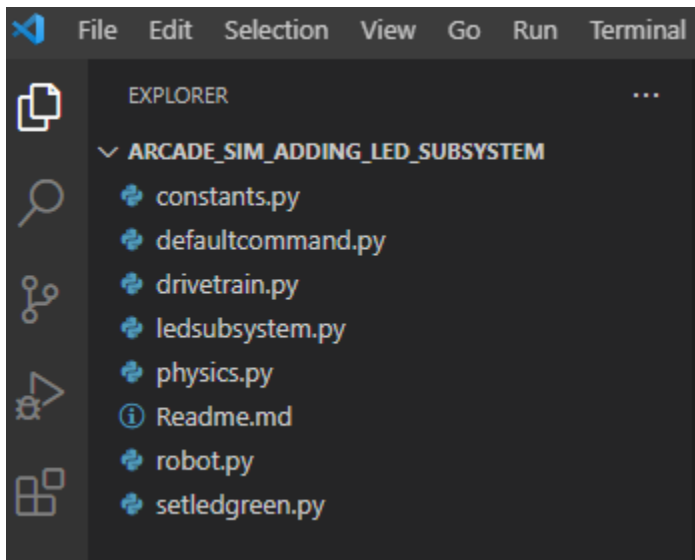 File Edit Selection View Go Run Terminal
EXPLORER
ARCADE_SIM_ADDING_LED_SUBSYSTEM
constants.py
defaultcommand.py
drivetrain.py
ledsubsystem.py
physics.py
Readme.md
robot.py
setledgreen.py